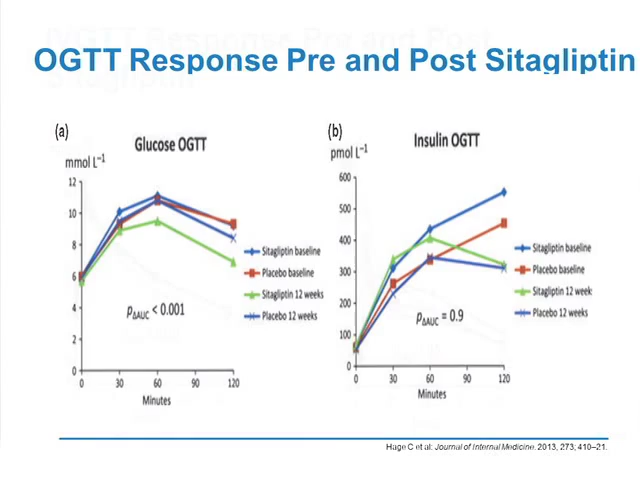 OGTT Response Pre and Post Sitagliptin
(a)
Glucose OGTT
mmol L⁻¹
12
10
8
6
4
2
0
0 30 60 90 120
Minutes
pΔAUC < 0.001
Sitagliptin baseline
Placebo baseline
Sitagliptin 12 weeks
Placebo 12 weeks
(b)
Insulin OGTT
pmol L⁻¹
600
500
400
300
200
100
0
0 30 60 90 120
Minutes
pΔAUC = 0.9
Sitagliptin baseline
Placebo baseline
Sitagliptin 12 week
Placebo 12 weeks
Hage C et al: Journal of Internal Medicine. 2013; 273; 410–21.